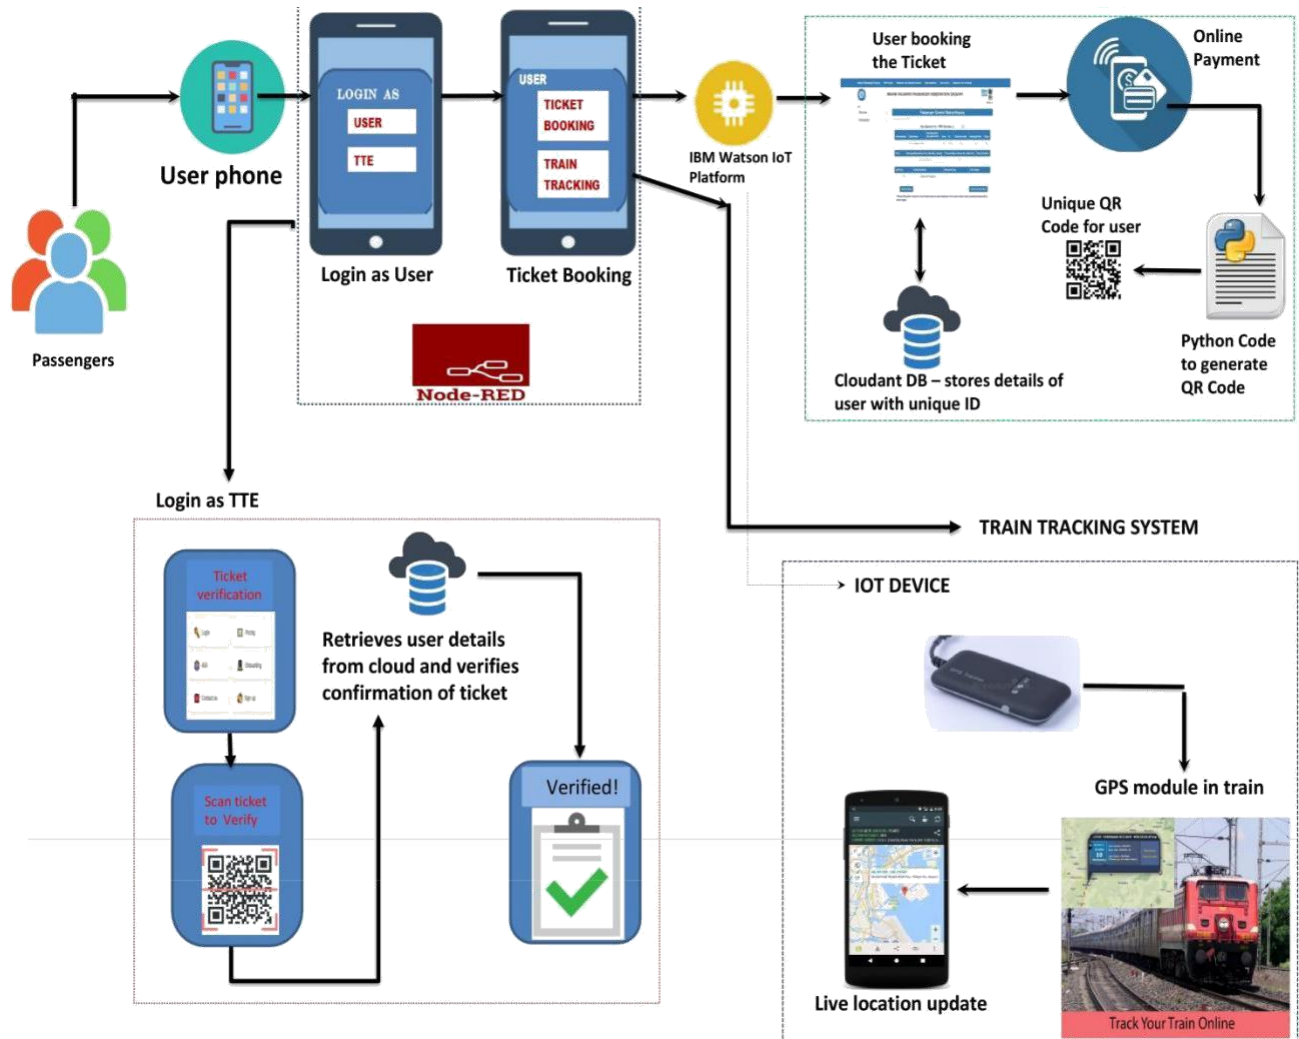 User phone
Passengers
LOGIN AS
USER
TTE
Login as User
USER
TICKET
BOOKING
TRAIN
TRACKING
Ticket Booking
Node-RED
IBM Watson IoT
Platform
User booking
the Ticket
Online
Payment
Unique QR
Code for user
Python Code
to generate
QR Code
Cloudant DB – stores details of
user with unique ID
Login as TTE
Ticket
verification
Scan ticket
to Verify
Retrieves user details
from cloud and verifies
confirmation of ticket
Verified!
TRAIN TRACKING SYSTEM
IOT DEVICE
GPS module in train
Live location update
Track Your Train Online